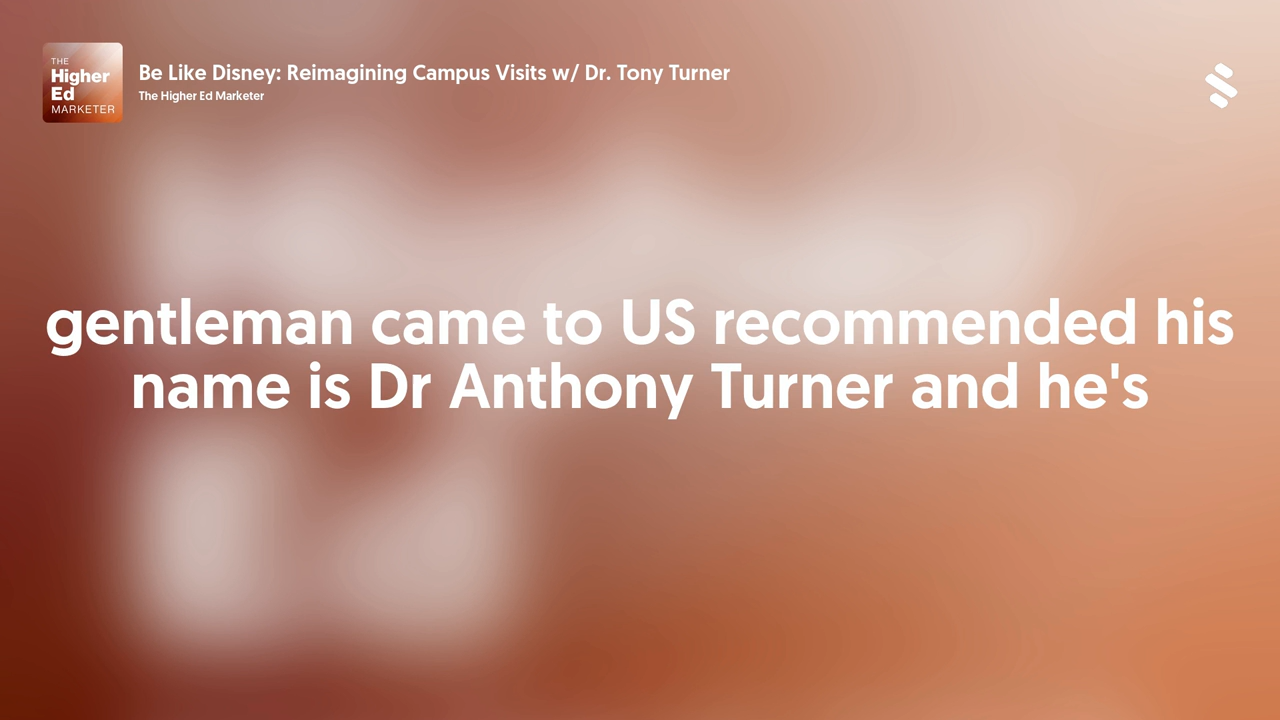 THE
Higher
Ed
MARKETER
Be Like Disney: Reimagining Campus Visits w/ Dr. Tony Turner
The Higher Ed Marketer
gentleman came to US recommended his
name is Dr Anthony Turner and he's